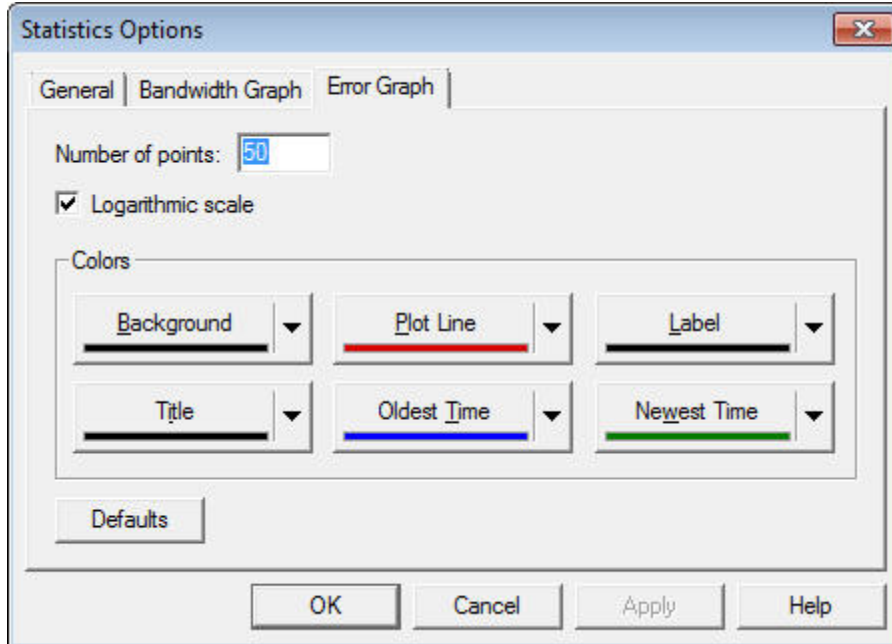 Statistics Options
General Bandwidth Graph Error Graph
Number of points: 50
Logarithmic scale
Colors
Background Plot Line Label
Title Oldest Time Newest Time
Defaults
OK Cancel Apply Help